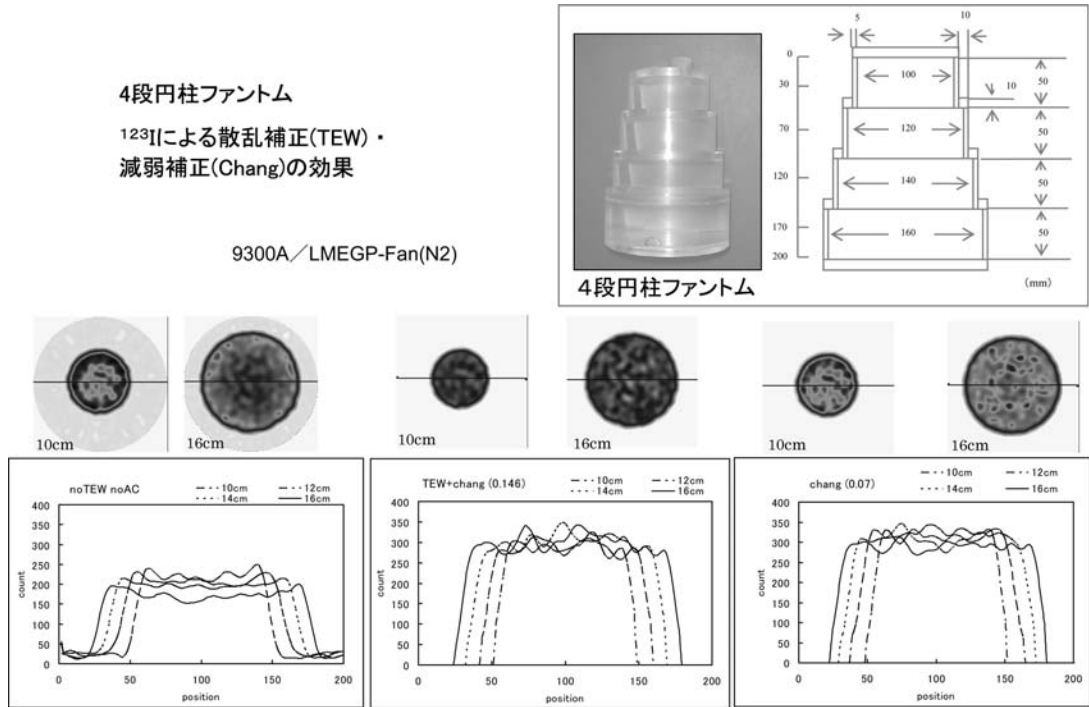 4段円柱ファントム
¹²³Iによる散乱補正(TEW)・
減弱補正(Chang)の効果
9300A／LMEGP-Fan(N2)
5
10
0
30
70
120
170
200
100
120
140
160
10
50
50
50
50
(mm)
４段円柱ファントム
10cm
16cm
10cm
16cm
10cm
16cm
noTEW noAC
10cm
12cm
14cm
16cm
400
350
300
250
200
150
100
50
0
count
0
50
100
150
200
position
TEW+chang (0.146)
10cm
12cm
14cm
16cm
400
350
300
250
200
150
100
50
0
count
0
50
100
150
200
position
chang (0.07)
10cm
12cm
14cm
16cm
400
350
300
250
200
150
100
50
0
count
0
50
100
150
200
position